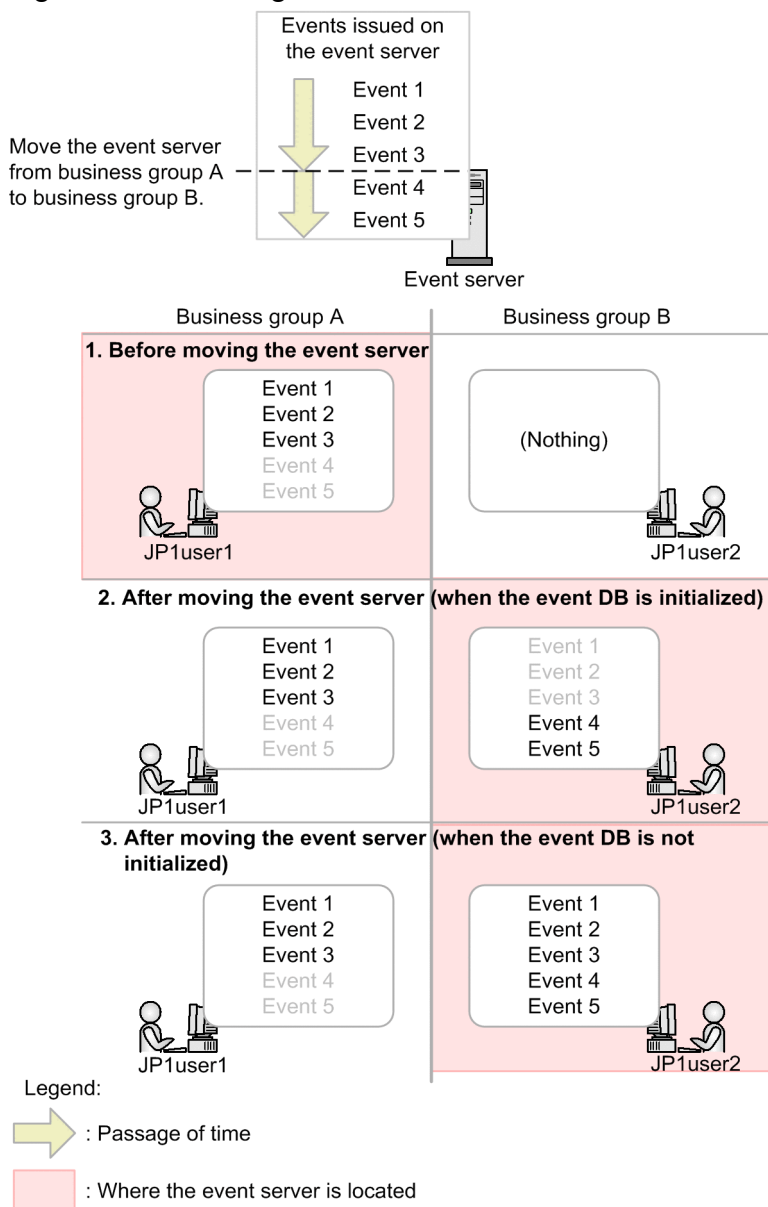 Events issued on
the event server
Event 1
Event 2
Event 3
Event 4
Event 5
Move the event server
from business group A
to business group B.
Event server
Business group A
Business group B
1. Before moving the event server
Event 1
Event 2
Event 3
Event 4
Event 5
JP1user1
(Nothing)
JP1user2
2. After moving the event server (when the event DB is initialized)
Event 1
Event 2
Event 3
Event 4
Event 5
JP1user1
Event 1
Event 2
Event 3
Event 4
Event 5
JP1user2
3. After moving the event server (when the event DB is not
initialized)
Event 1
Event 2
Event 3
Event 4
Event 5
JP1user1
Event 1
Event 2
Event 3
Event 4
Event 5
JP1user2
Legend:
: Passage of time
: Where the event server is located